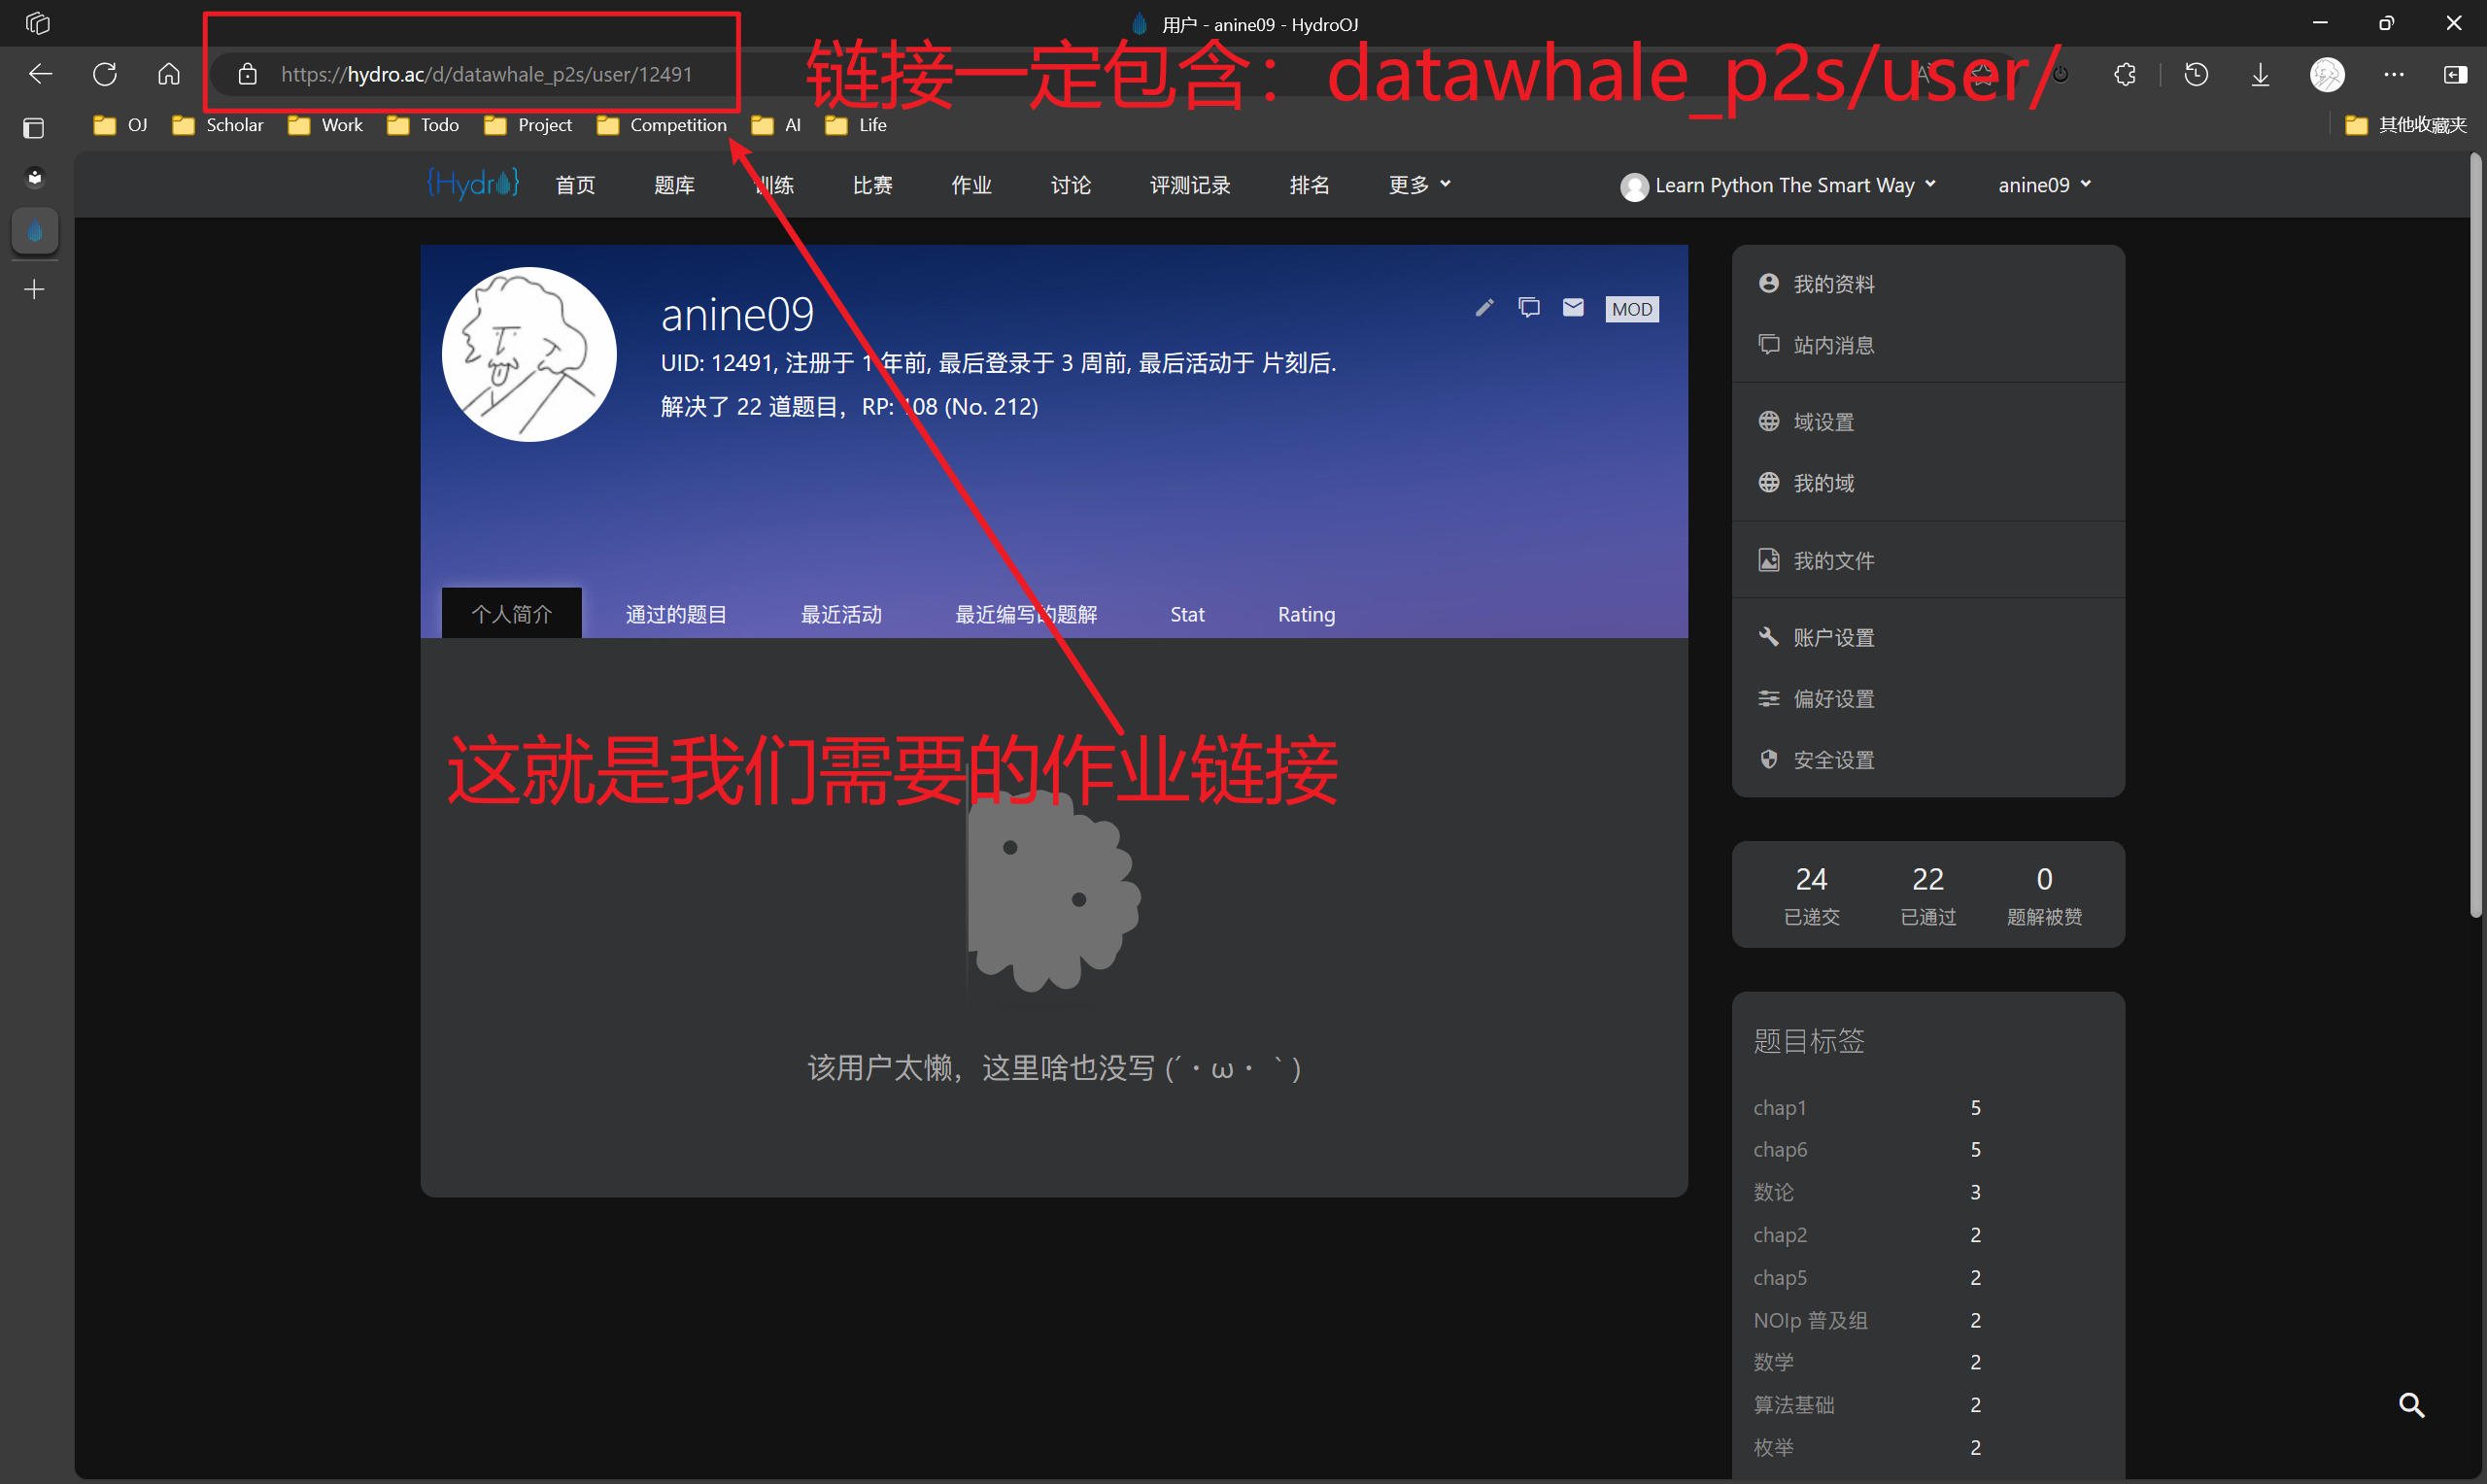 用户 - anine09 - HydroOJ
https://hydro.ac/d/datawhale_p2s/user/12491
链接一定包含：datawhale_p2s/user/
OJ Scholar Work Todo Project Competition AI Life 其他收藏夹
{Hydro} 首页 题库 训练 比赛 作业 讨论 评测记录 排名 更多 Learn Python The Smart Way anine09
anine09
MOD
UID: 12491, 注册于 1 年前, 最后登录于 3 周前, 最后活动于 片刻后.
解决了 22 道题目，RP: 108 (No. 212)
个人简介 通过的题目 最近活动 最近编写的题解 Stat Rating
这就是我们需要的作业链接
该用户太懒，这里啥也没写 (´・ω・｀)
我的资料
站内消息
域设置
我的域
我的文件
账户设置
偏好设置
安全设置
24 22 0
已递交 已通过 题解被赞
题目标签
chap1 5
chap6 5
数论 3
chap2 2
chap5 2
NOIp 普及组 2
数学 2
算法基础 2
枚举 2